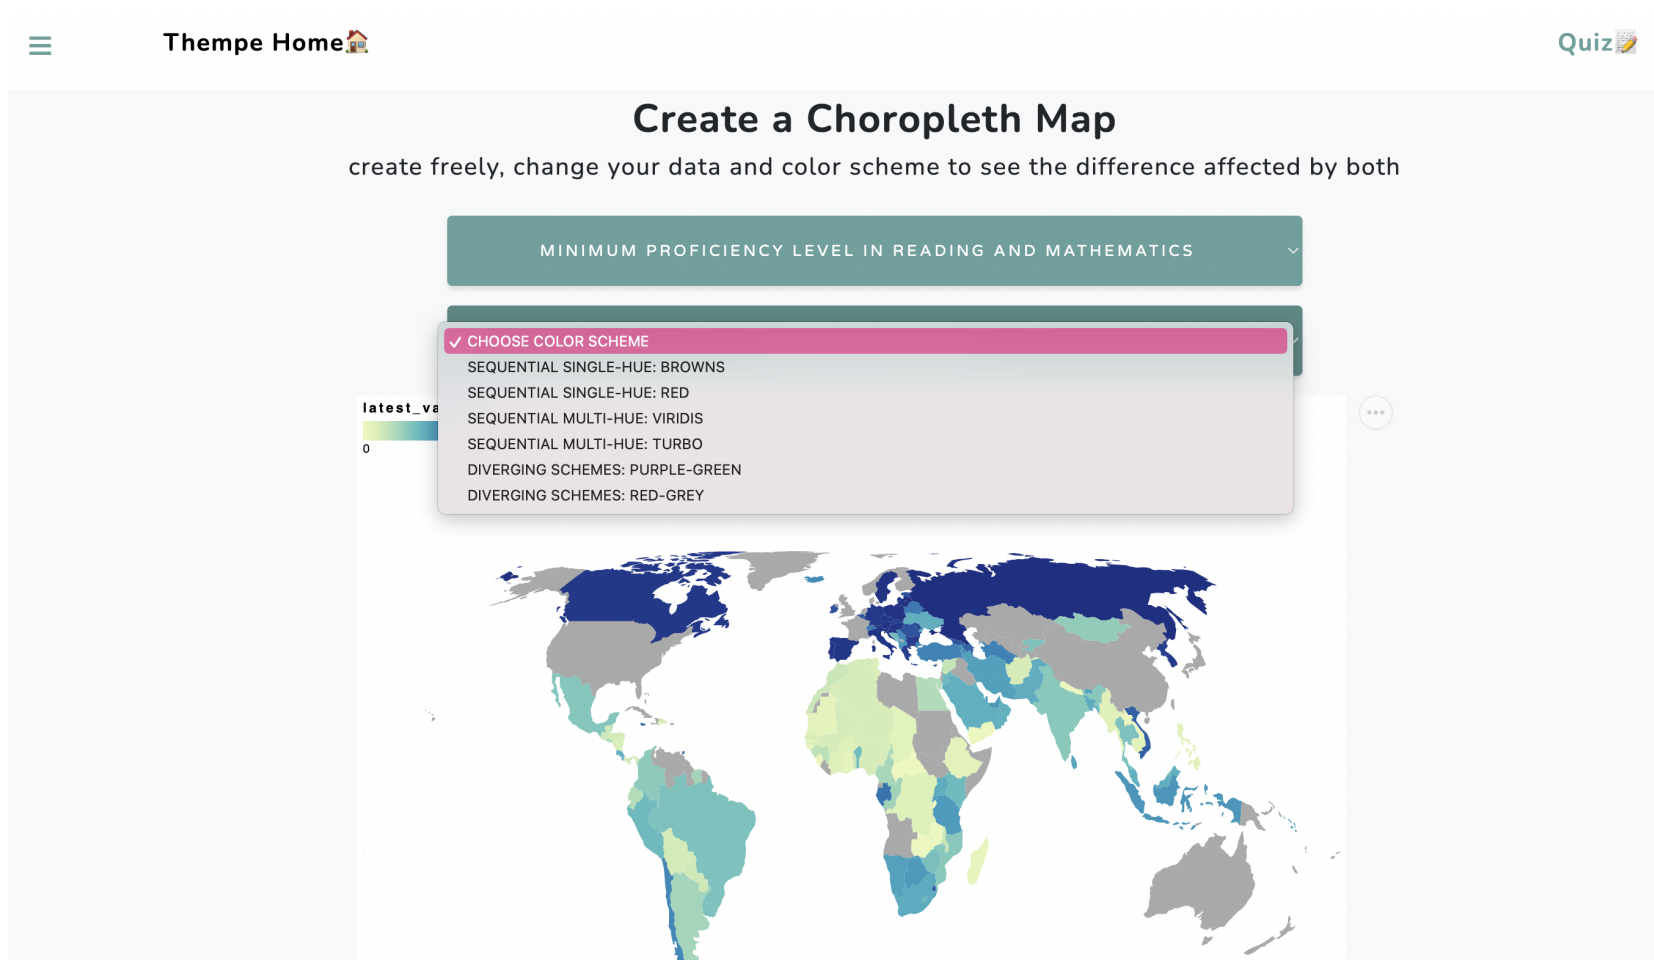 Thempe Home
Quiz
Create a Choropleth Map
create freely, change your data and color scheme to see the difference affected by both
MINIMUM PROFICIENCY LEVEL IN READING AND MATHEMATICS
CHOOSE COLOR SCHEME
SEQUENTIAL SINGLE-HUE: BROWNS
SEQUENTIAL SINGLE-HUE: RED
SEQUENTIAL MULTI-HUE: VIRIDIS
SEQUENTIAL MULTI-HUE: TURBO
DIVERGING SCHEMES: PURPLE-GREEN
DIVERGING SCHEMES: RED-GREY
latest_va
0